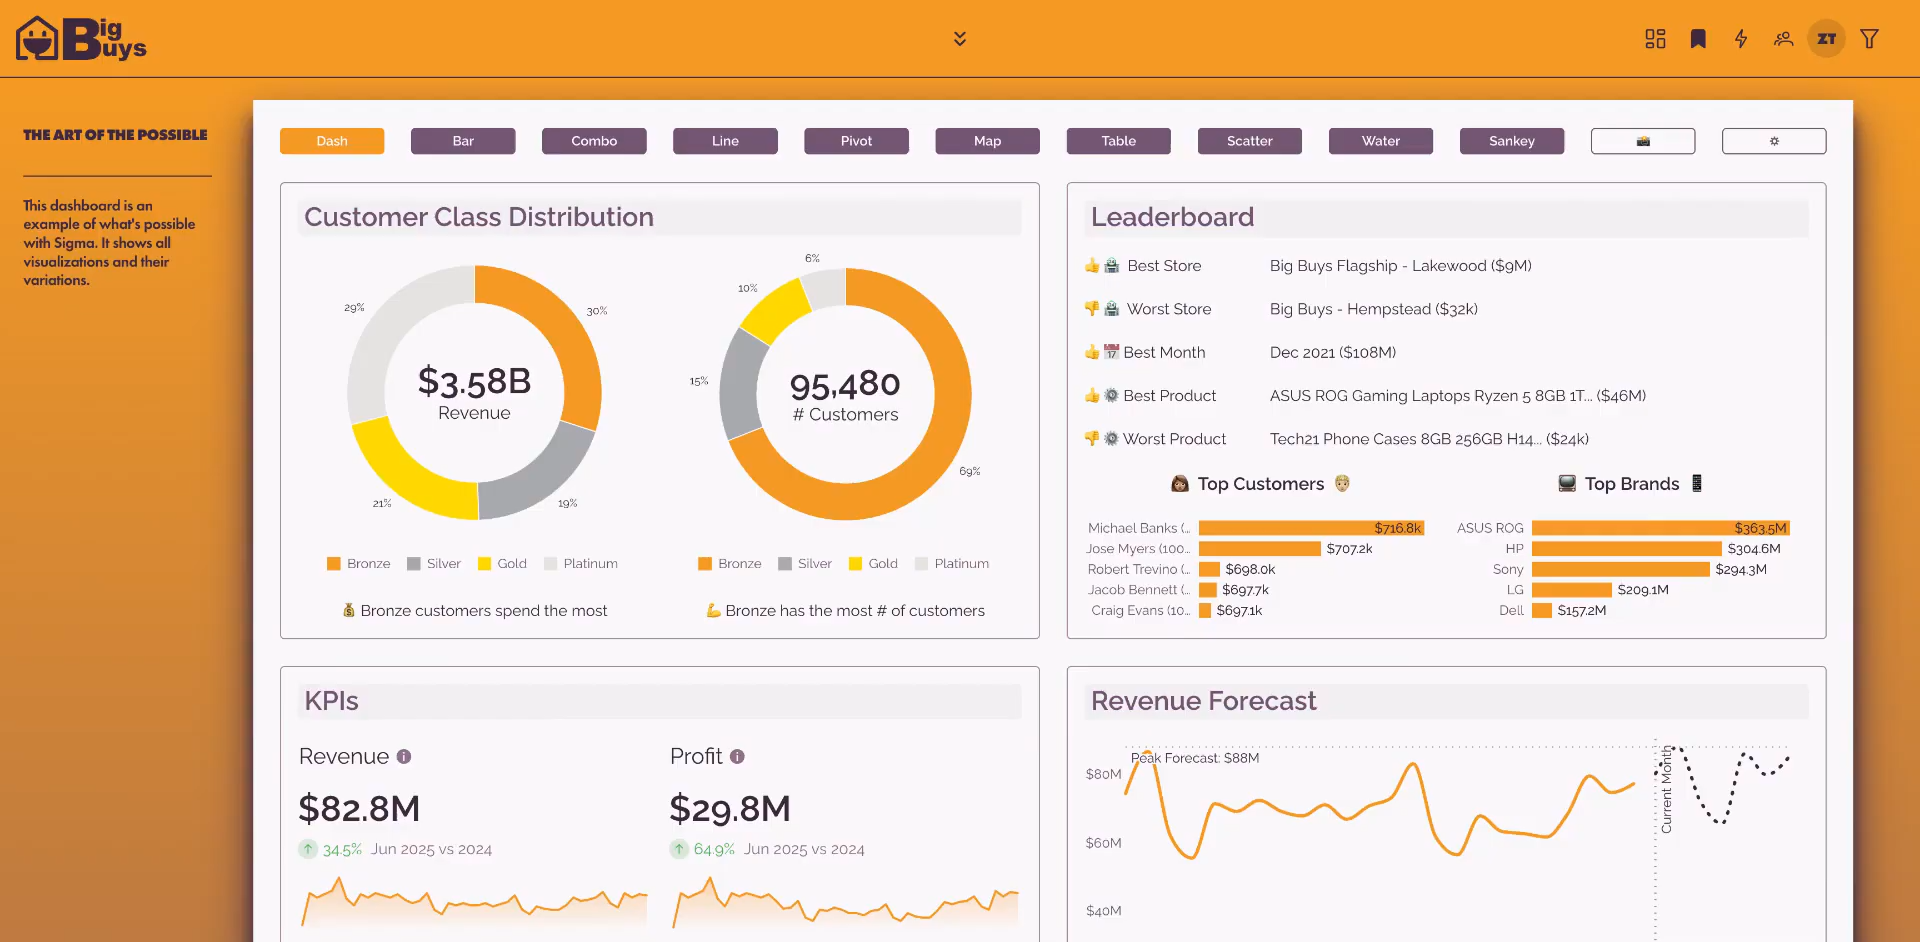 Big
Buys
ZT
THE ART OF THE POSSIBLE
This dashboard is an
example of what's possible
with Sigma. It shows all
visualizations and their
variations.
Dash Bar Combo Line Pivot Map Table Scatter Water Sankey
Customer Class Distribution
29%
30%
21%
19%
$3.58B
Revenue
6%
10%
15%
69%
95,480
# Customers
Bronze Silver Gold Platinum
Bronze Silver Gold Platinum
Bronze customers spend the most
Bronze has the most # of customers
Leaderboard
Best Store Big Buys Flagship - Lakewood ($9M)
Worst Store Big Buys - Hempstead ($32k)
Best Month Dec 2021 ($108M)
Best Product ASUS ROG Gaming Laptops Ryzen 5 8GB 1T... ($46M)
Worst Product Tech21 Phone Cases 8GB 256GB H14... ($24k)
Top Customers
Michael Banks (... $716.8k
Jose Myers (100... $707.2k
Robert Trevino (... $698.0k
Jacob Bennett (... $697.7k
Craig Evans (10... $697.1k
Top Brands
ASUS ROG $363.5M
HP $304.6M
Sony $294.3M
LG $209.1M
Dell $157.2M
KPIs
Revenue
$82.8M
34.5% Jun 2025 vs 2024
Profit
$29.8M
64.9% Jun 2025 vs 2024
Revenue Forecast
Peak Forecast: $88M
$80M
$60M
$40M
Current Month